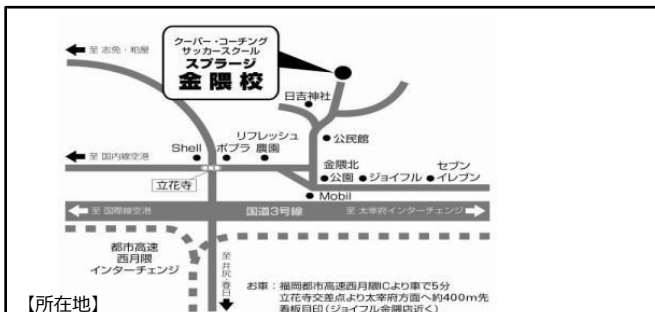 至 志免・粕屋
クーバー・コーチング
サッカースクール
スプラージ
金隈校
日吉神社
公民館
リフレッシュ
農園
Shell
ポプラ
至 国内線空港
立花寺
金隈北
公園
ジョイフル
セブン
イレブン
Mobil
至 国際線空港
国道3号線
至 太宰府インターチェンジ
都市高速
西月隈
インターチェンジ
至 井尻・春日
お車:福岡都市高速西月隈ICより車で5分
立花寺交差点より太宰府方面へ約400m先
看板目印(ジョイフル金隈店近く)
【所在地】